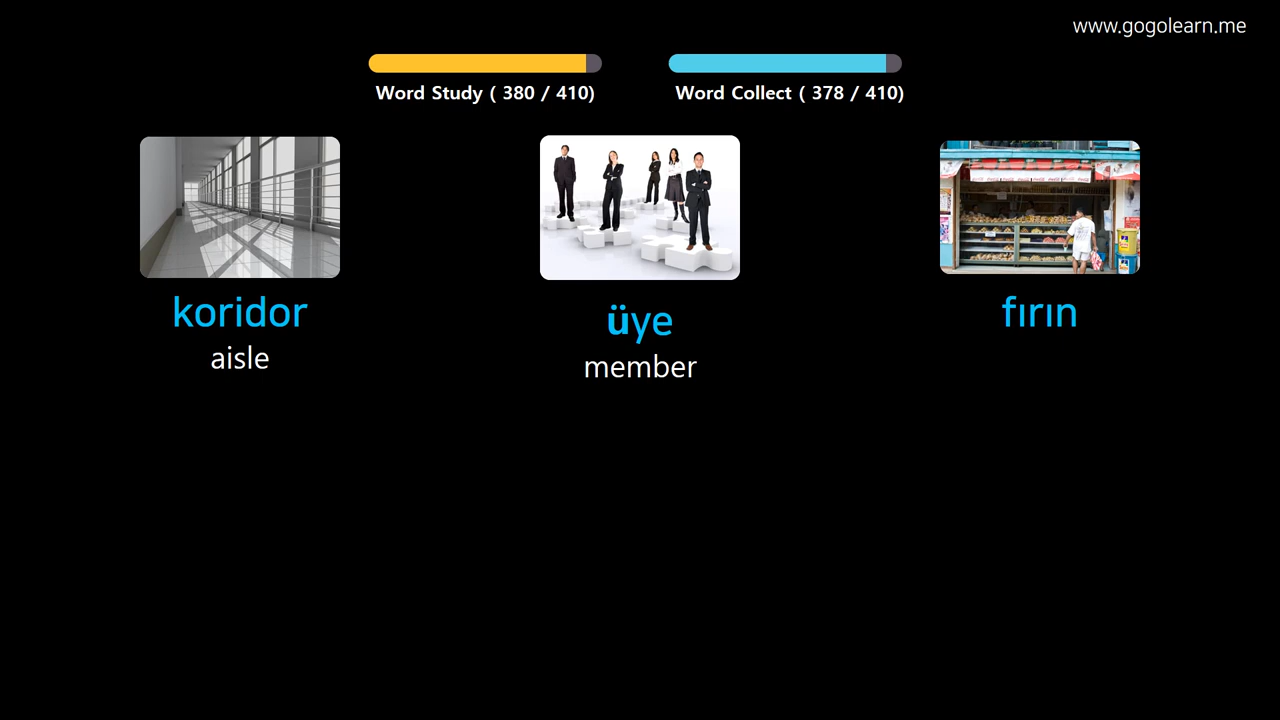 www.gogolearn.me
Word Study ( 380 / 410)
Word Collect ( 378 / 410)
koridor
aisle
üye
member
fırın